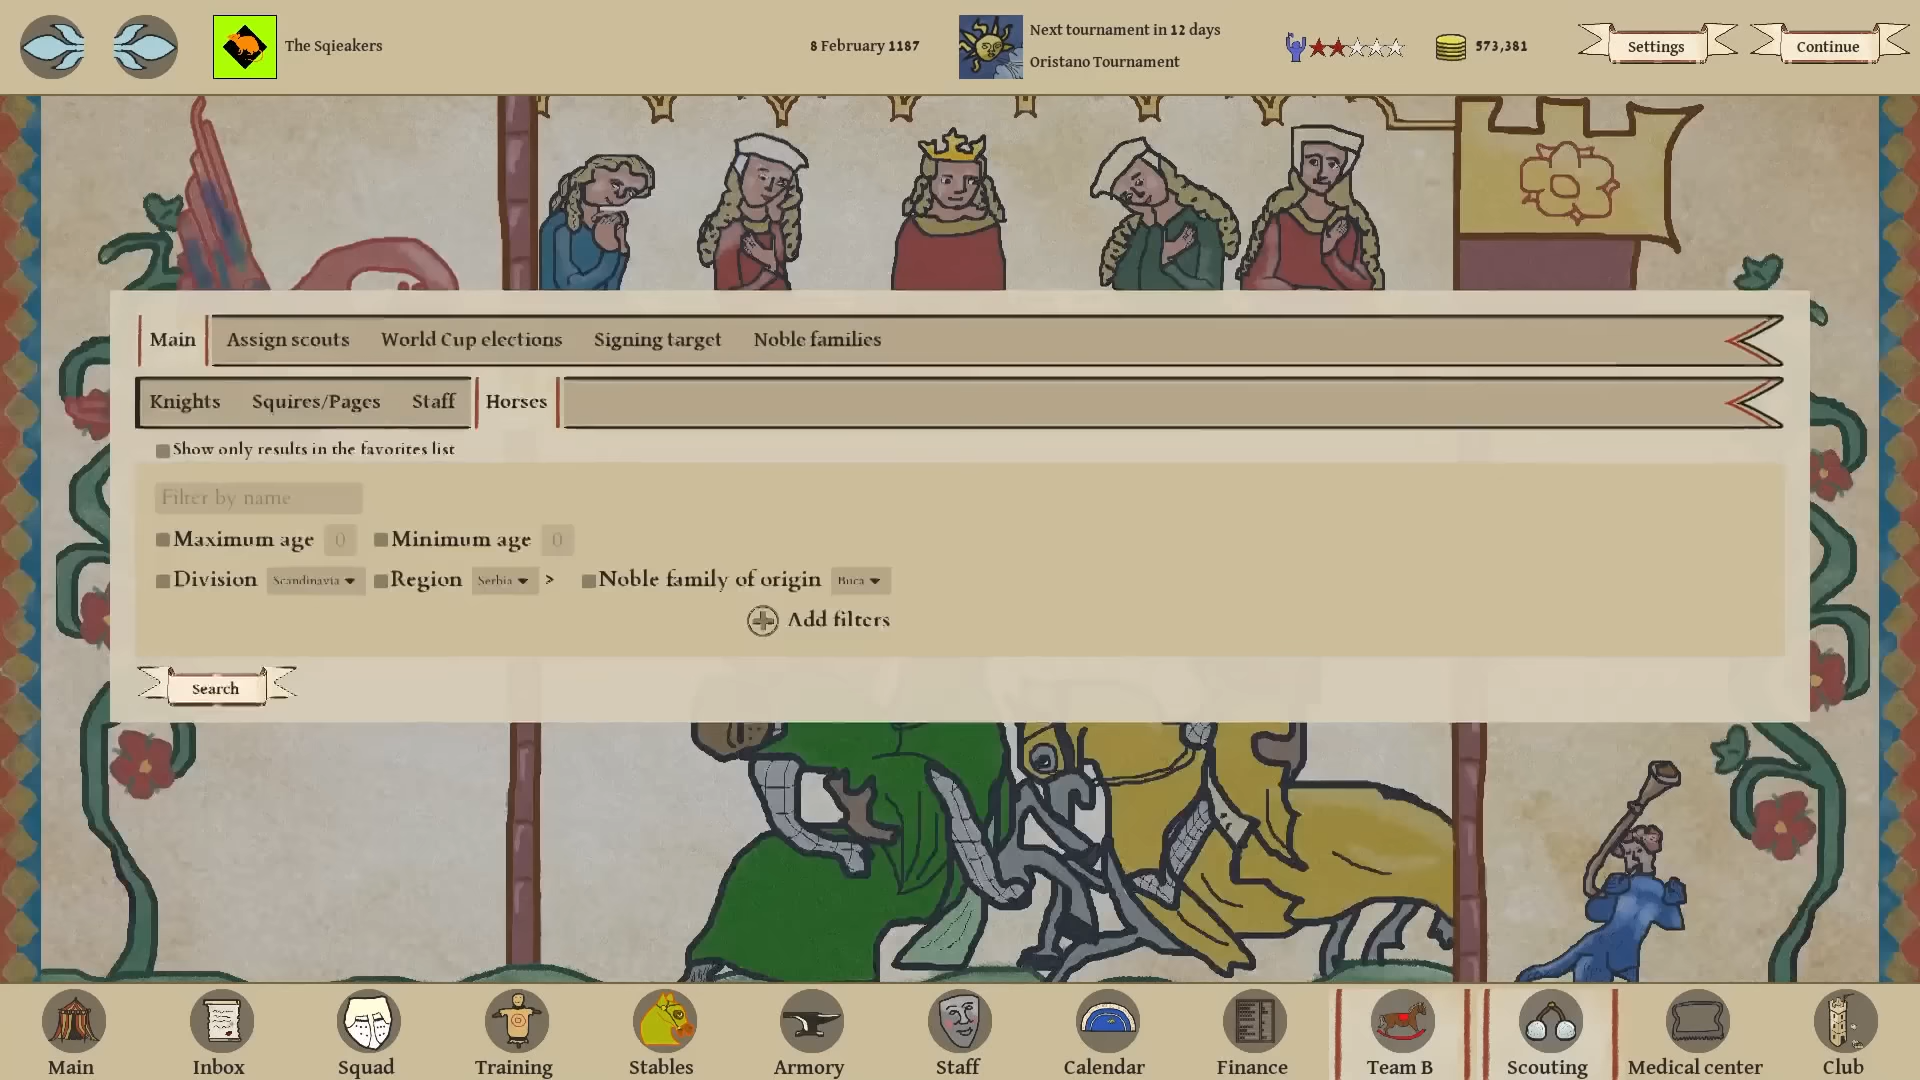 The Sqieakers
8 February 1187
Next tournament in 12 days
Oristano Tournament
573,381
Settings
Continue
Main
Assign scouts
World Cup elections
Signing target
Noble families
Knights
Squires/Pages
Staff
Horses
Show only results in the favorites list
Filter by name
Maximum age 0
Minimum age 0
Division Scandinavia
Region Serbia >
Noble family of origin Buca
Add filters
Search
Main
Inbox
Squad
Training
Stables
Armory
Staff
Calendar
Finance
Team B
Scouting
Medical center
Club